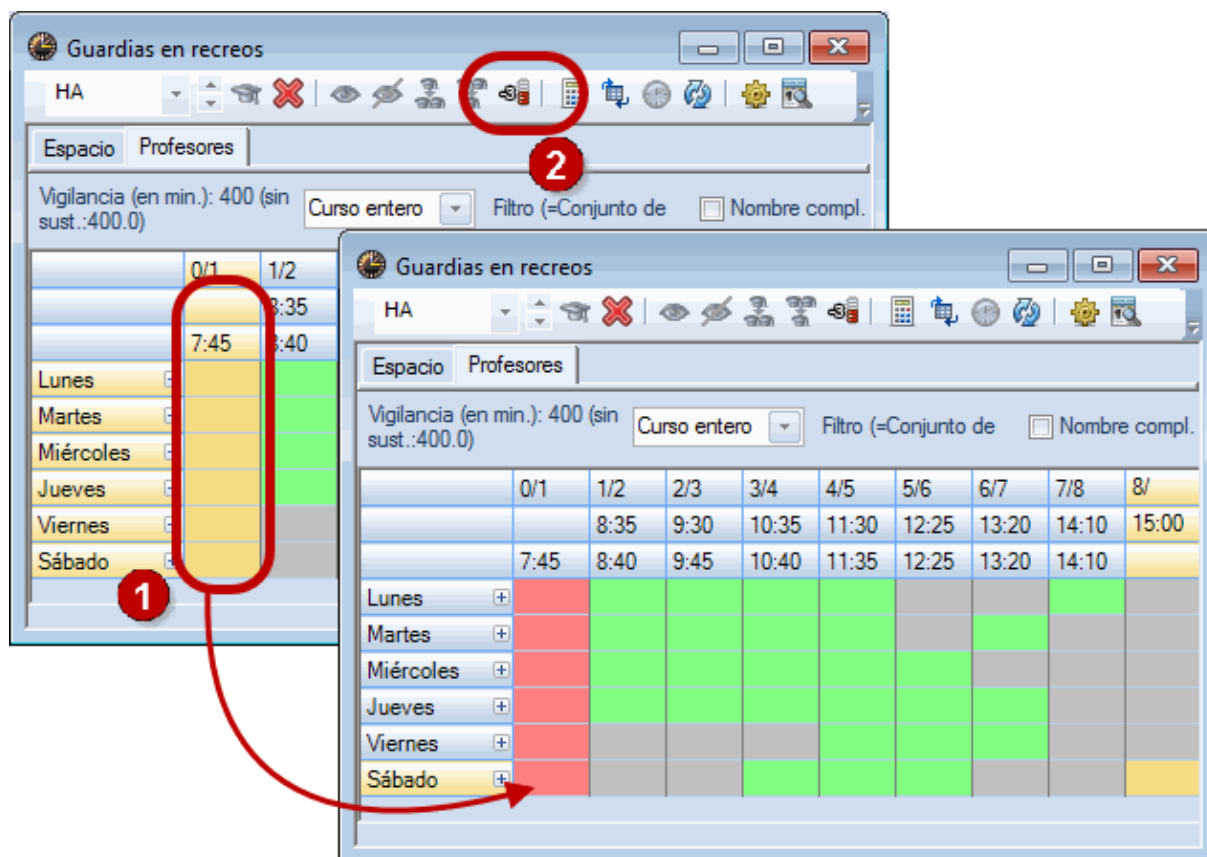 Guardias en recreos
HA
Espacio Profesores
2
Vigilancia (en min.): 400 (sin
sust.:400.0)
Curso entero
Filtro (=Conjunto de
Nombre compl.
0/1 1/2
8:35
7:45 8:40
Lunes
Martes
Miércoles
Jueves
Viernes
Sábado
1
Guardias en recreos
HA
Espacio Profesores
Vigilancia (en min.): 400 (sin
sust.:400.0)
Curso entero
Filtro (=Conjunto de
Nombre compl.
0/1 1/2 2/3 3/4 4/5 5/6 6/7 7/8 8/
8:35 9:30 10:35 11:30 12:25 13:20 14:10 15:00
7:45 8:40 9:45 10:40 11:35 12:25 13:20 14:10
Lunes
Martes
Miércoles
Jueves
Viernes
Sábado